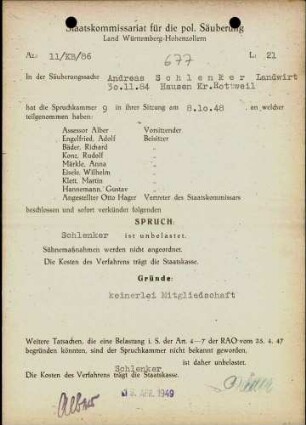 Staatskommissariat für die pol. Säuberung
Land Württemberg-Hohenzollern
Nr. 11/KB/86 677 L: 21
In der Säuberungssache Andreas Schlenker Landwirt
30.11.84 Hausen Kr.Rottweil
hat die Spruchkammer 9 in ihrer Sitzung am 8.10.48 , an welcher
teilgenommen haben:
Assessor Alber Vorsitzender
Engelfried, Adolf Beisitzer
Bäder, Richard "
Konz, Rudolf "
Märkle, Anna "
Eisele, Wilhelm "
Klett, Martin "
Hannemann, Gustav "
Angestellter Otto Hager Vertreter des Staatskommissars
beschlossen und sofort verkündet folgenden
SPRUCH:
Schlenker ist unbelastet.
Sühnemaßnahmen werden nicht angeordnet.
Die Kosten des Verfahrens trägt die Staatskasse.
Gründe:
keinerlei Mitgliedschaft
Weitere Tatsachen, die eine Belastung i. S. der Art. 4—7 der RAO vom 25. 4. 47
begründen könnten, sind der Spruchkammer nicht bekannt geworden.
Schlenker ist daher unbelastet.
Die Kosten des Verfahrens trägt die Staatskasse.
Alber APR. 1949